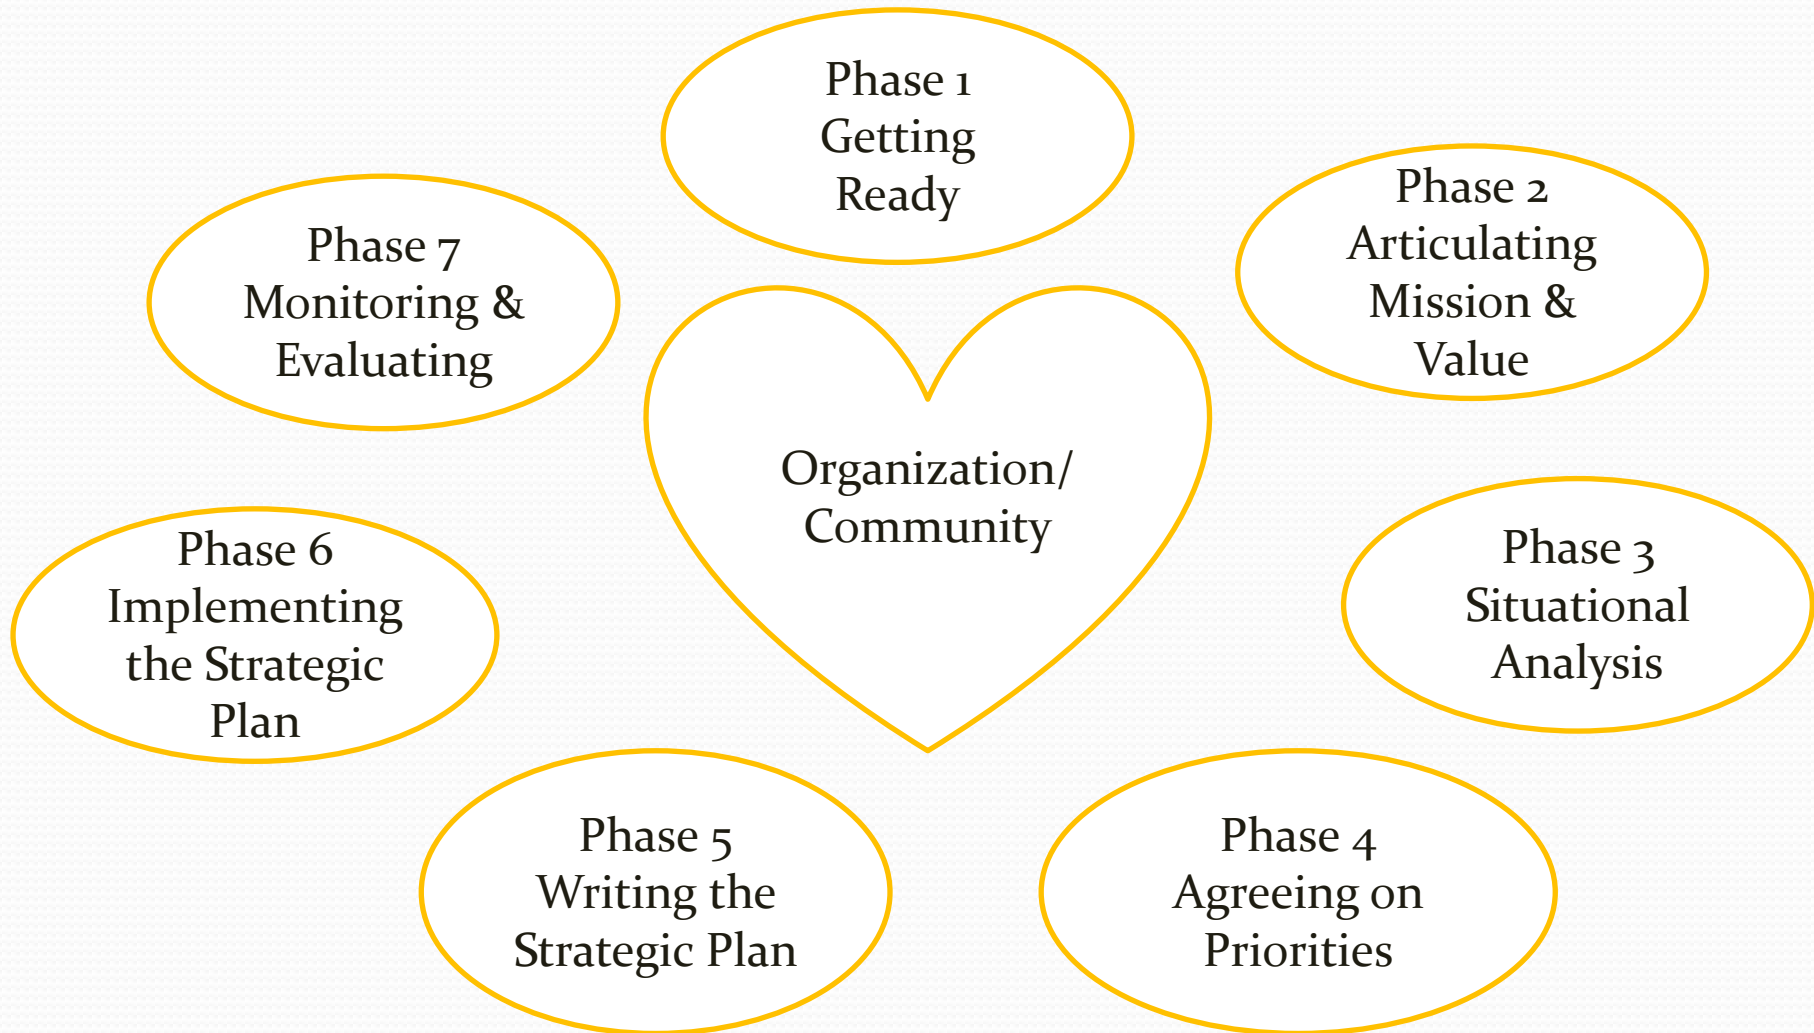 Phase 1
Getting
Ready
Phase 2
Articulating
Mission &
Value
Phase 3
Situational
Analysis
Phase 4
Agreeing on
Priorities
Phase 5
Writing the
Strategic Plan
Phase 6
Implementing
the Strategic
Plan
Phase 7
Monitoring &
Evaluating
Organization/
Community